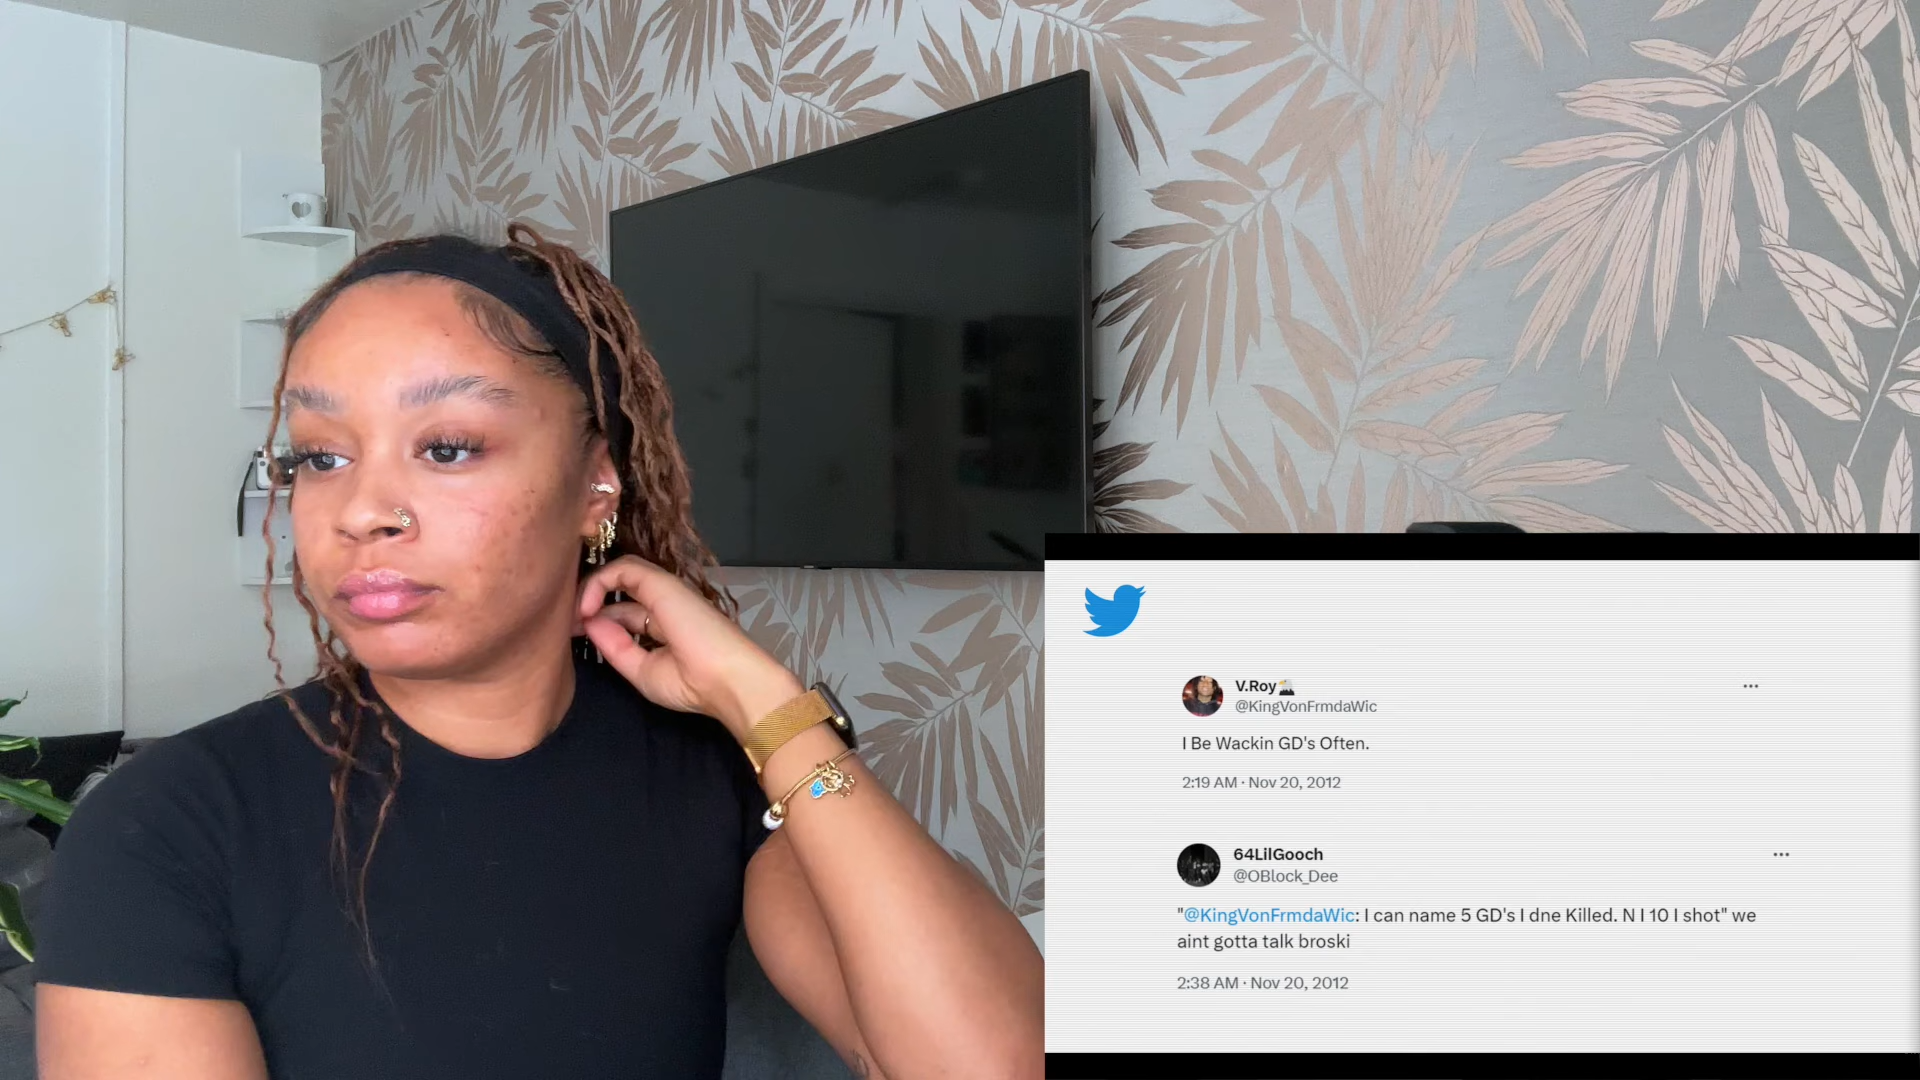 V.Roy
@KingVonFrmdaWic
I Be Wackin GD's Often.
2:19 AM · Nov 20, 2012
64LilGooch
@OBlock_Dee
"@KingVonFrmdaWic: I can name 5 GD's I dne Killed. N I 10 I shot" we
aint gotta talk broski
2:38 AM · Nov 20, 2012